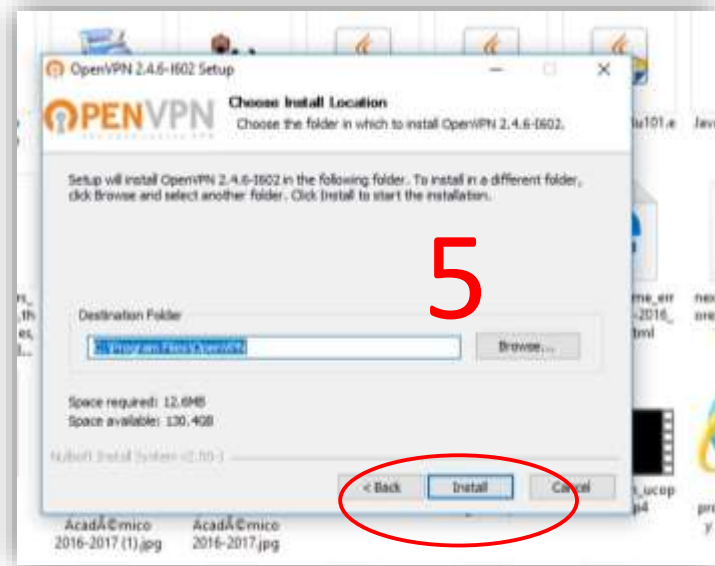 OpenVPN 2.4.6-I602 Setup
OPENVPN
Choose Install Location
Choose the folder in which to install OpenVPN 2.4.6-I602.
Setup will install OpenVPN 2.4.6-I602 in the following folder. To install in a different folder,
click Browse and select another folder. Click Install to start the installation.
5
Destination Folder
C:\Program Files\OpenVPN
Browse...
Space required: 12.6MB
Space available: 130.4GB
Nullsoft Install System
< Back
Install
Cancel
AcadÃ©mico
2016-2017 (1).jpg
AcadÃ©mico
2016-2017.jpg